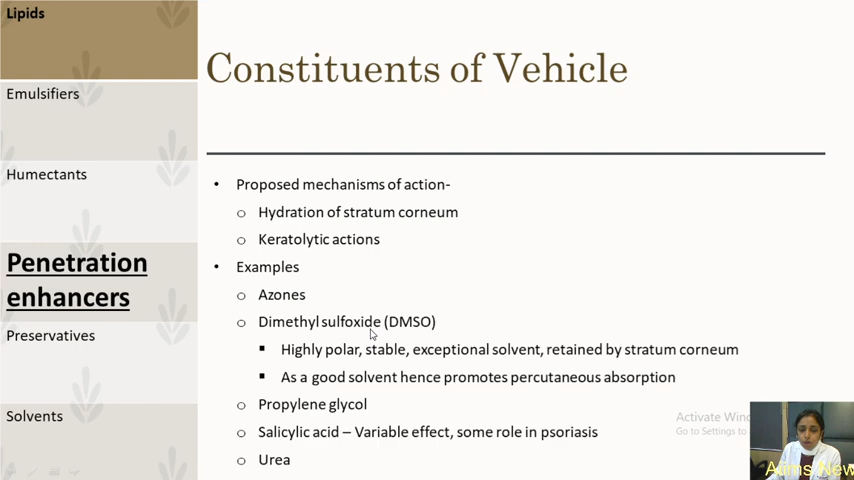 Lipids
Emulsifiers
Humectants
Penetration
enhancers
Preservatives
Solvents
Constituents of Vehicle
• Proposed mechanisms of action-
o Hydration of stratum corneum
o Keratolytic actions
• Examples
o Azones
o Dimethyl sulfoxide (DMSO)
▪ Highly polar, stable, exceptional solvent, retained by stratum corneum
▪ As a good solvent hence promotes percutaneous absorption
o Propylene glycol
o Salicylic acid – Variable effect, some role in psoriasis
o Urea
Activate Win
Go to Settings to
Aiims New